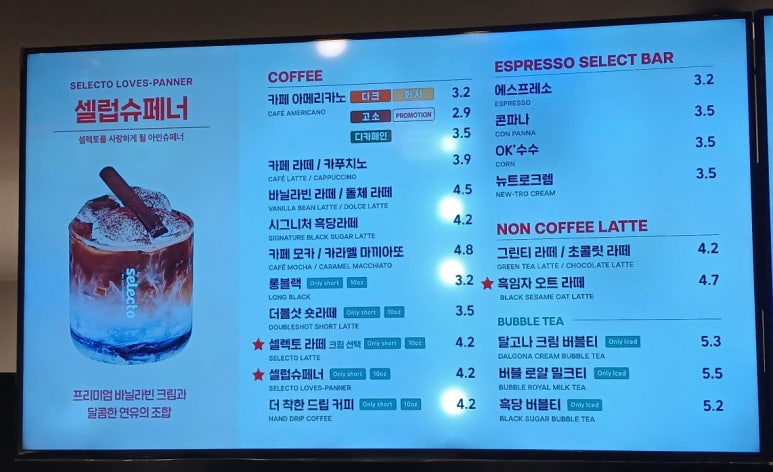 SELECTO LOVES-PANNER
셀럽슈페너
셀렉토를 사랑하게 될 아인슈페너
selecto
프리미엄 바닐라빈 크림과
달콤한 연유의 조합
COFFEE
카페 아메리카노 다크 화사 3.2
CAFÉ AMERICANO
고소 PROMOTION 2.9
디카페인 3.5
카페 라떼 / 카푸치노 3.9
CAFÉ LATTE / CAPPUCCINO
바닐라빈 라떼 / 돌체 라떼 4.5
VANILLA BEAN LATTE / DOLCE LATTE
시그니처 흑당라떼 4.2
SIGNATURE BLACK SUGAR LATTE
카페 모카 / 카라멜 마끼아또 4.8
CAFÉ MOCHA / CARAMEL MACCHIATO
롱블랙 Only short 10oz 3.2
LONG BLACK
더블샷 숏라떼 Only short 10oz 3.5
DOUBLESHOT SHORT LATTE
★ 셀렉토 라떼 크림 선택 Only short 10oz 4.2
SELECTO LATTE
★ 셀럽슈페너 Only short 10oz 4.2
SELECTO LOVES-PANNER
더 착한 드립 커피 Only short 10oz 4.2
HAND DRIP COFFEE
ESPRESSO SELECT BAR
에스프레소 3.2
ESPRESSO
콘파나 3.5
CON PANNA
OK'수수 3.5
CORN
뉴트로크렘 3.5
NEW-TRO CREAM
NON COFFEE LATTE
그린티 라떼 / 초콜릿 라떼 4.2
GREEN TEA LATTE / CHOCOLATE LATTE
★ 흑임자 오트 라떼 4.7
BLACK SESAME OAT LATTE
BUBBLE TEA
달고나 크림 버블티 Only Iced 5.3
DALGONA CREAM BUBBLE TEA
버블 로얄 밀크티 Only Iced 5.5
BUBBLE ROYAL MILK TEA
흑당 버블티 Only Iced 5.2
BLACK SUGAR BUBBLE TEA